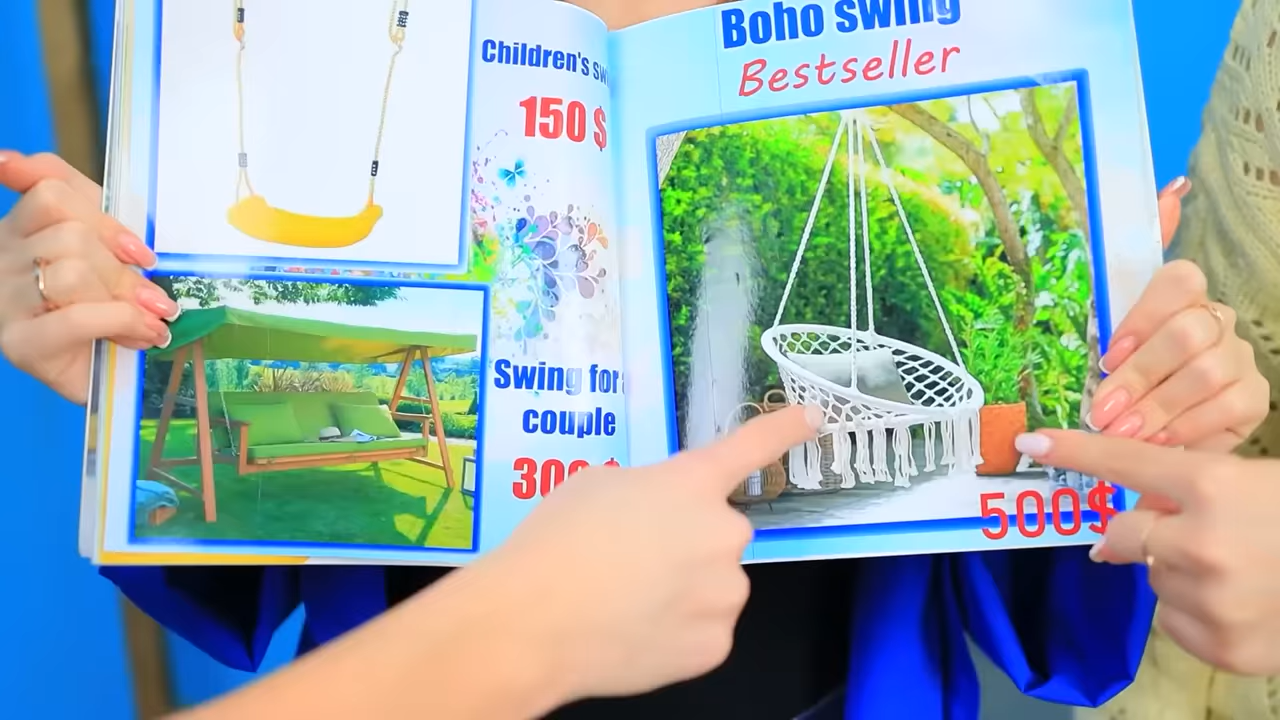 Children's
150 $
Swing for
couple
Boho swing
Bestseller
500$